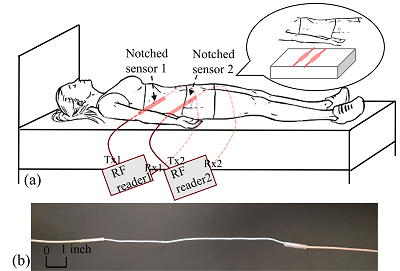 Notched
sensor 1
Notched
sensor 2
Tx1
Rx1
Tx2
Rx2
RF
reader1
RF
reader2
(a)
(b)
0 1 inch